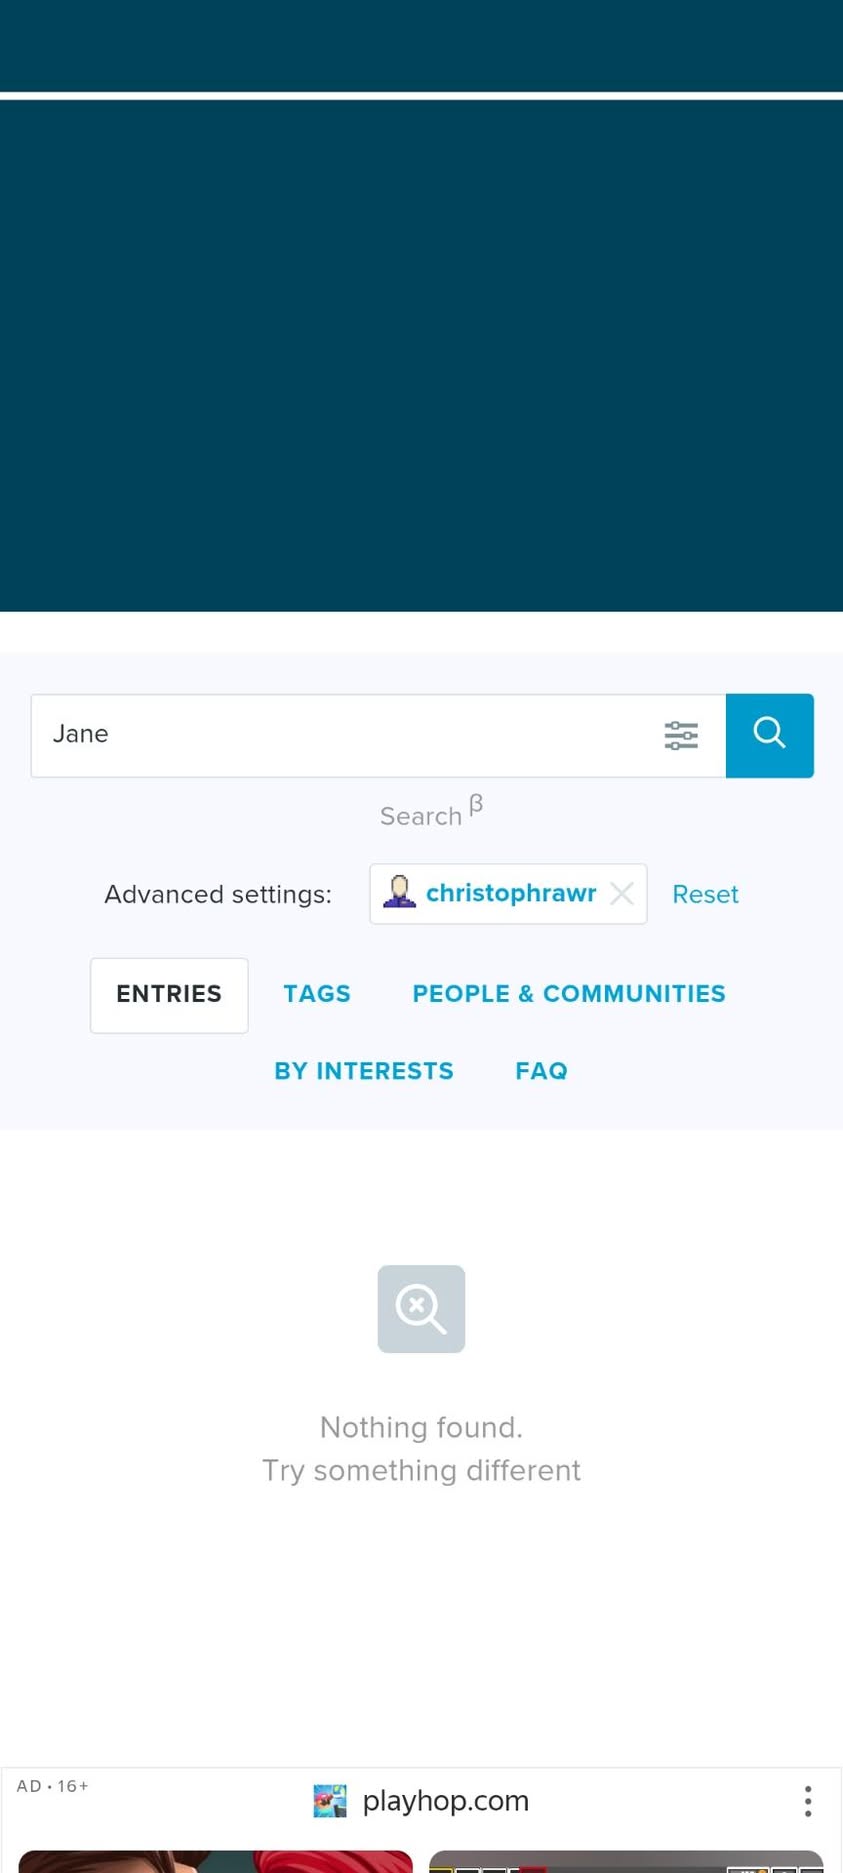 Jane
Search β
Advanced settings: christophrawr Reset
ENTRIES TAGS PEOPLE & COMMUNITIES
BY INTERESTS FAQ
Nothing found.
Try something different
AD • 16+
playhop.com